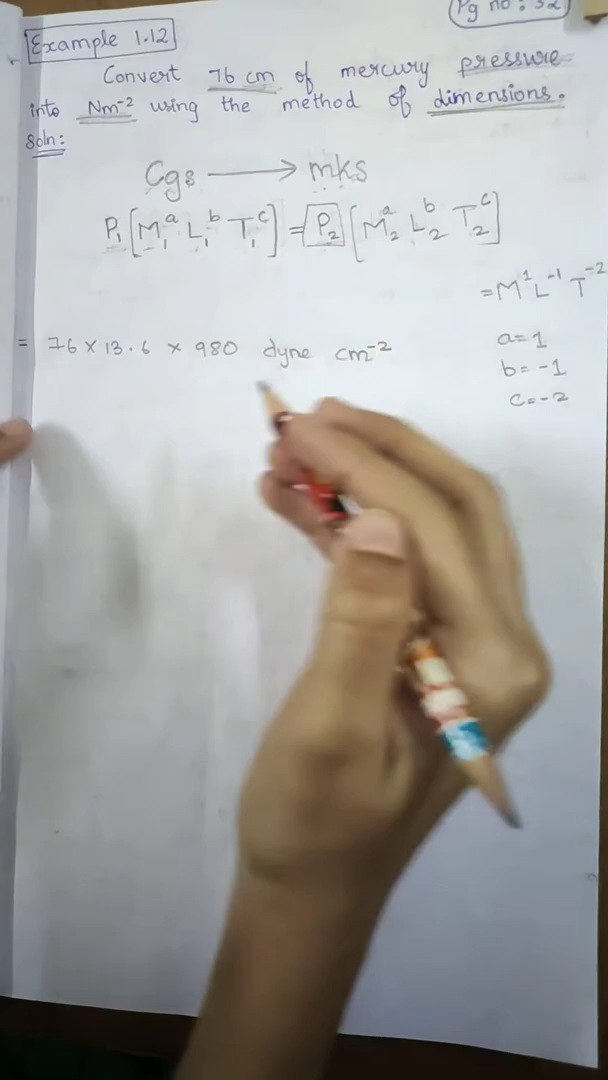 Pg no: 32
Example 1.12
Convert 76 cm of mercury pressure
into Nm⁻² using the method of dimensions.
Soln:
Cgs ⟶ mks
P₁[M₁ᵃ L₁ᵇ T₁ᶜ] = P₂[M₂ᵃ L₂ᵇ T₂ᶜ]
= M¹ L⁻¹ T⁻²
= 76 × 13.6 × 980 dyne cm⁻²
a=1
b=-1
c=-2